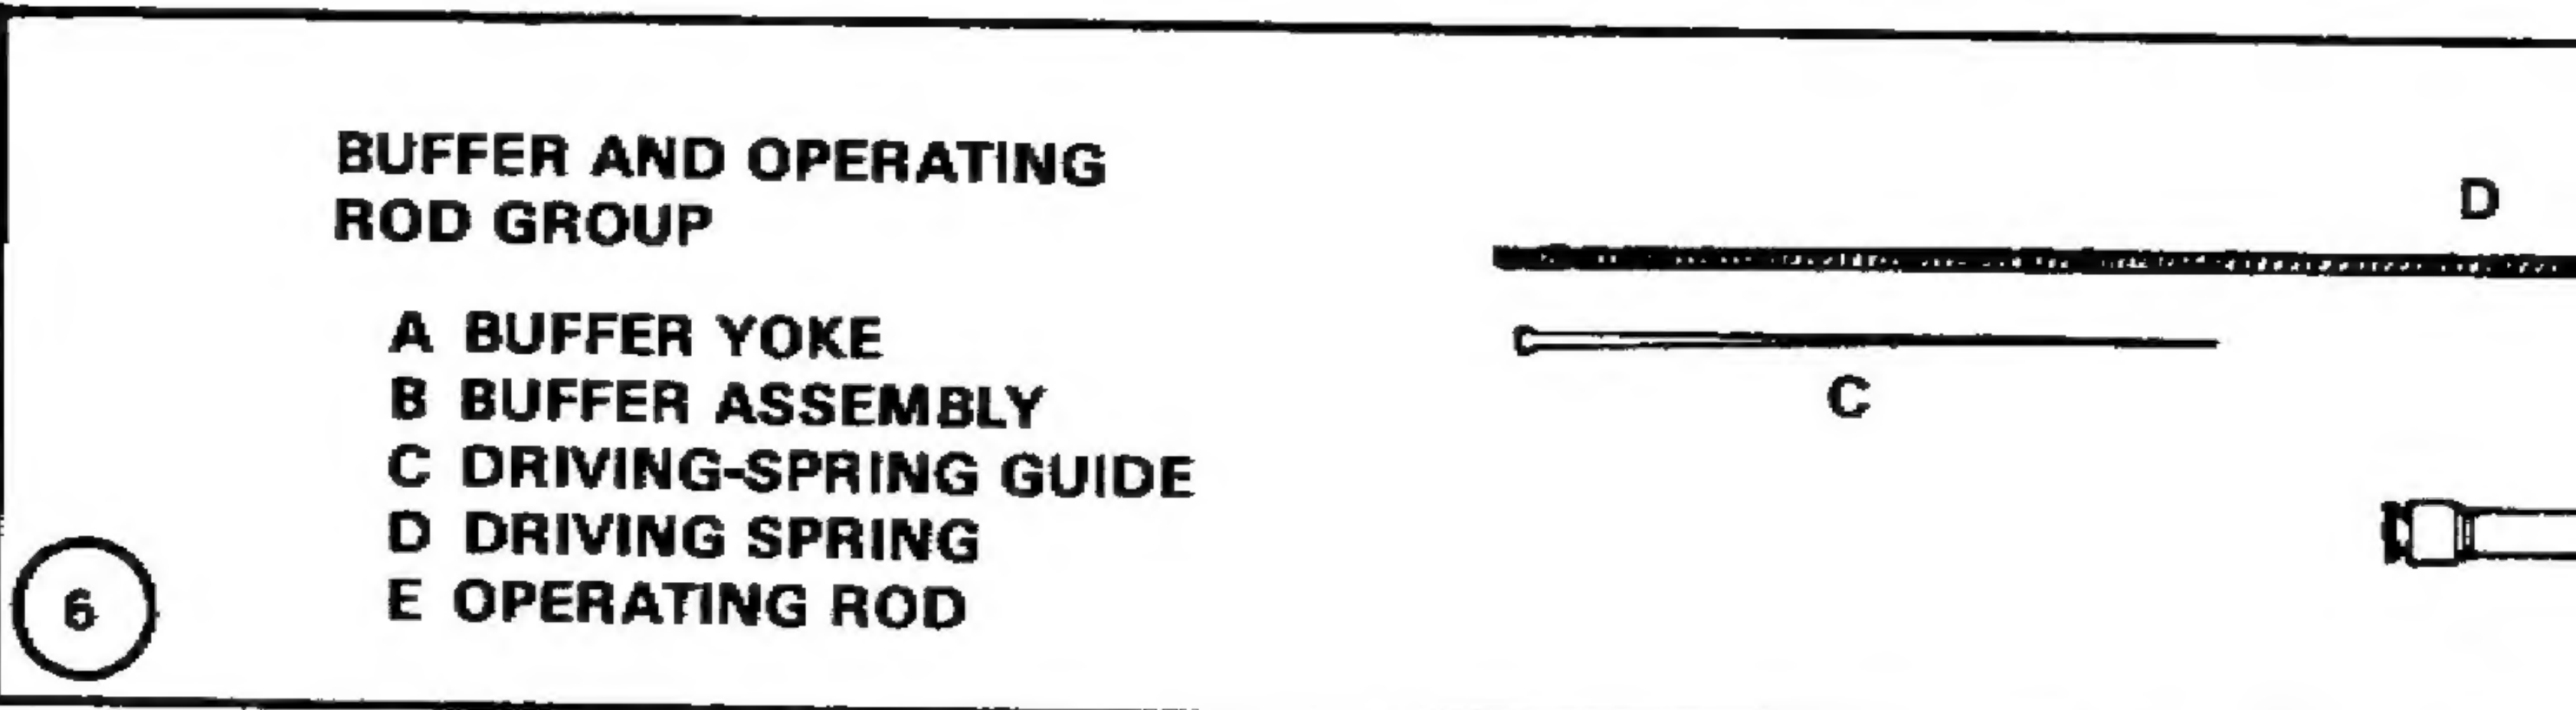 BUFFER AND OPERATING
ROD GROUP
A BUFFER YOKE
B BUFFER ASSEMBLY
C DRIVING-SPRING GUIDE
D DRIVING SPRING
E OPERATING ROD
6
D
C